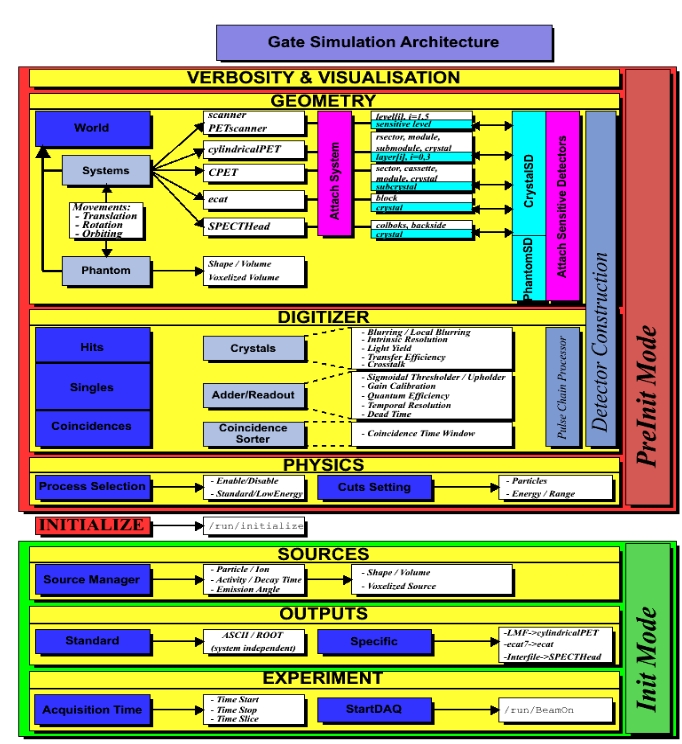 Gate Simulation Architecture
VERBOSITY & VISUALISATION
GEOMETRY
World
Systems
Movements:
- Translation
- Rotation
- Orbiting
Phantom
scanner
PETscanner
cylindricalPET
CPET
ecat
SPECTHead
Shape / Volume
Voxelized Volume
Attach System
level[i], i=1,5
sensitive level
rsector, module,
submodule, crystal
layer[i], i=0,3
sector, cassette,
module, crystal
subcrystal
block
crystal
colboks, backside
crystal
CrystalSD
PhantomSD
Attach Sensitive Detectors
Detector Construction
PreInit Mode
DIGITIZER
Hits
Singles
Coincidences
Crystals
Adder/Readout
Coincidence
Sorter
- Blurring / Local Blurring
- Intrinsic Resolution
- Light Yield
- Transfer Efficiency
- Crosstalk
- Sigmoidal Thresholder / Upholder
- Gain Calibration
- Quantum Efficiency
- Temporal Resolution
- Dead Time
- Coincidence Time Window
Pulse Chain Processor
PHYSICS
Process Selection
- Enable/Disable
- Standard/LowEnergy
Cuts Setting
- Particles
- Energy / Range
INITIALIZE
/run/initialize
SOURCES
Source Manager
- Particle / Ion
- Activity / Decay Time
- Emission Angle
- Shape / Volume
- Voxelized Source
Init Mode
OUTPUTS
Standard
ASCII / ROOT
(system independent)
Specific
-LMF->cylindricalPET
-ecat7->ecat
-Interfile->SPECTHead
EXPERIMENT
Acquisition Time
- Time Start
- Time Stop
- Time Slice
StartDAQ
/run/BeamOn